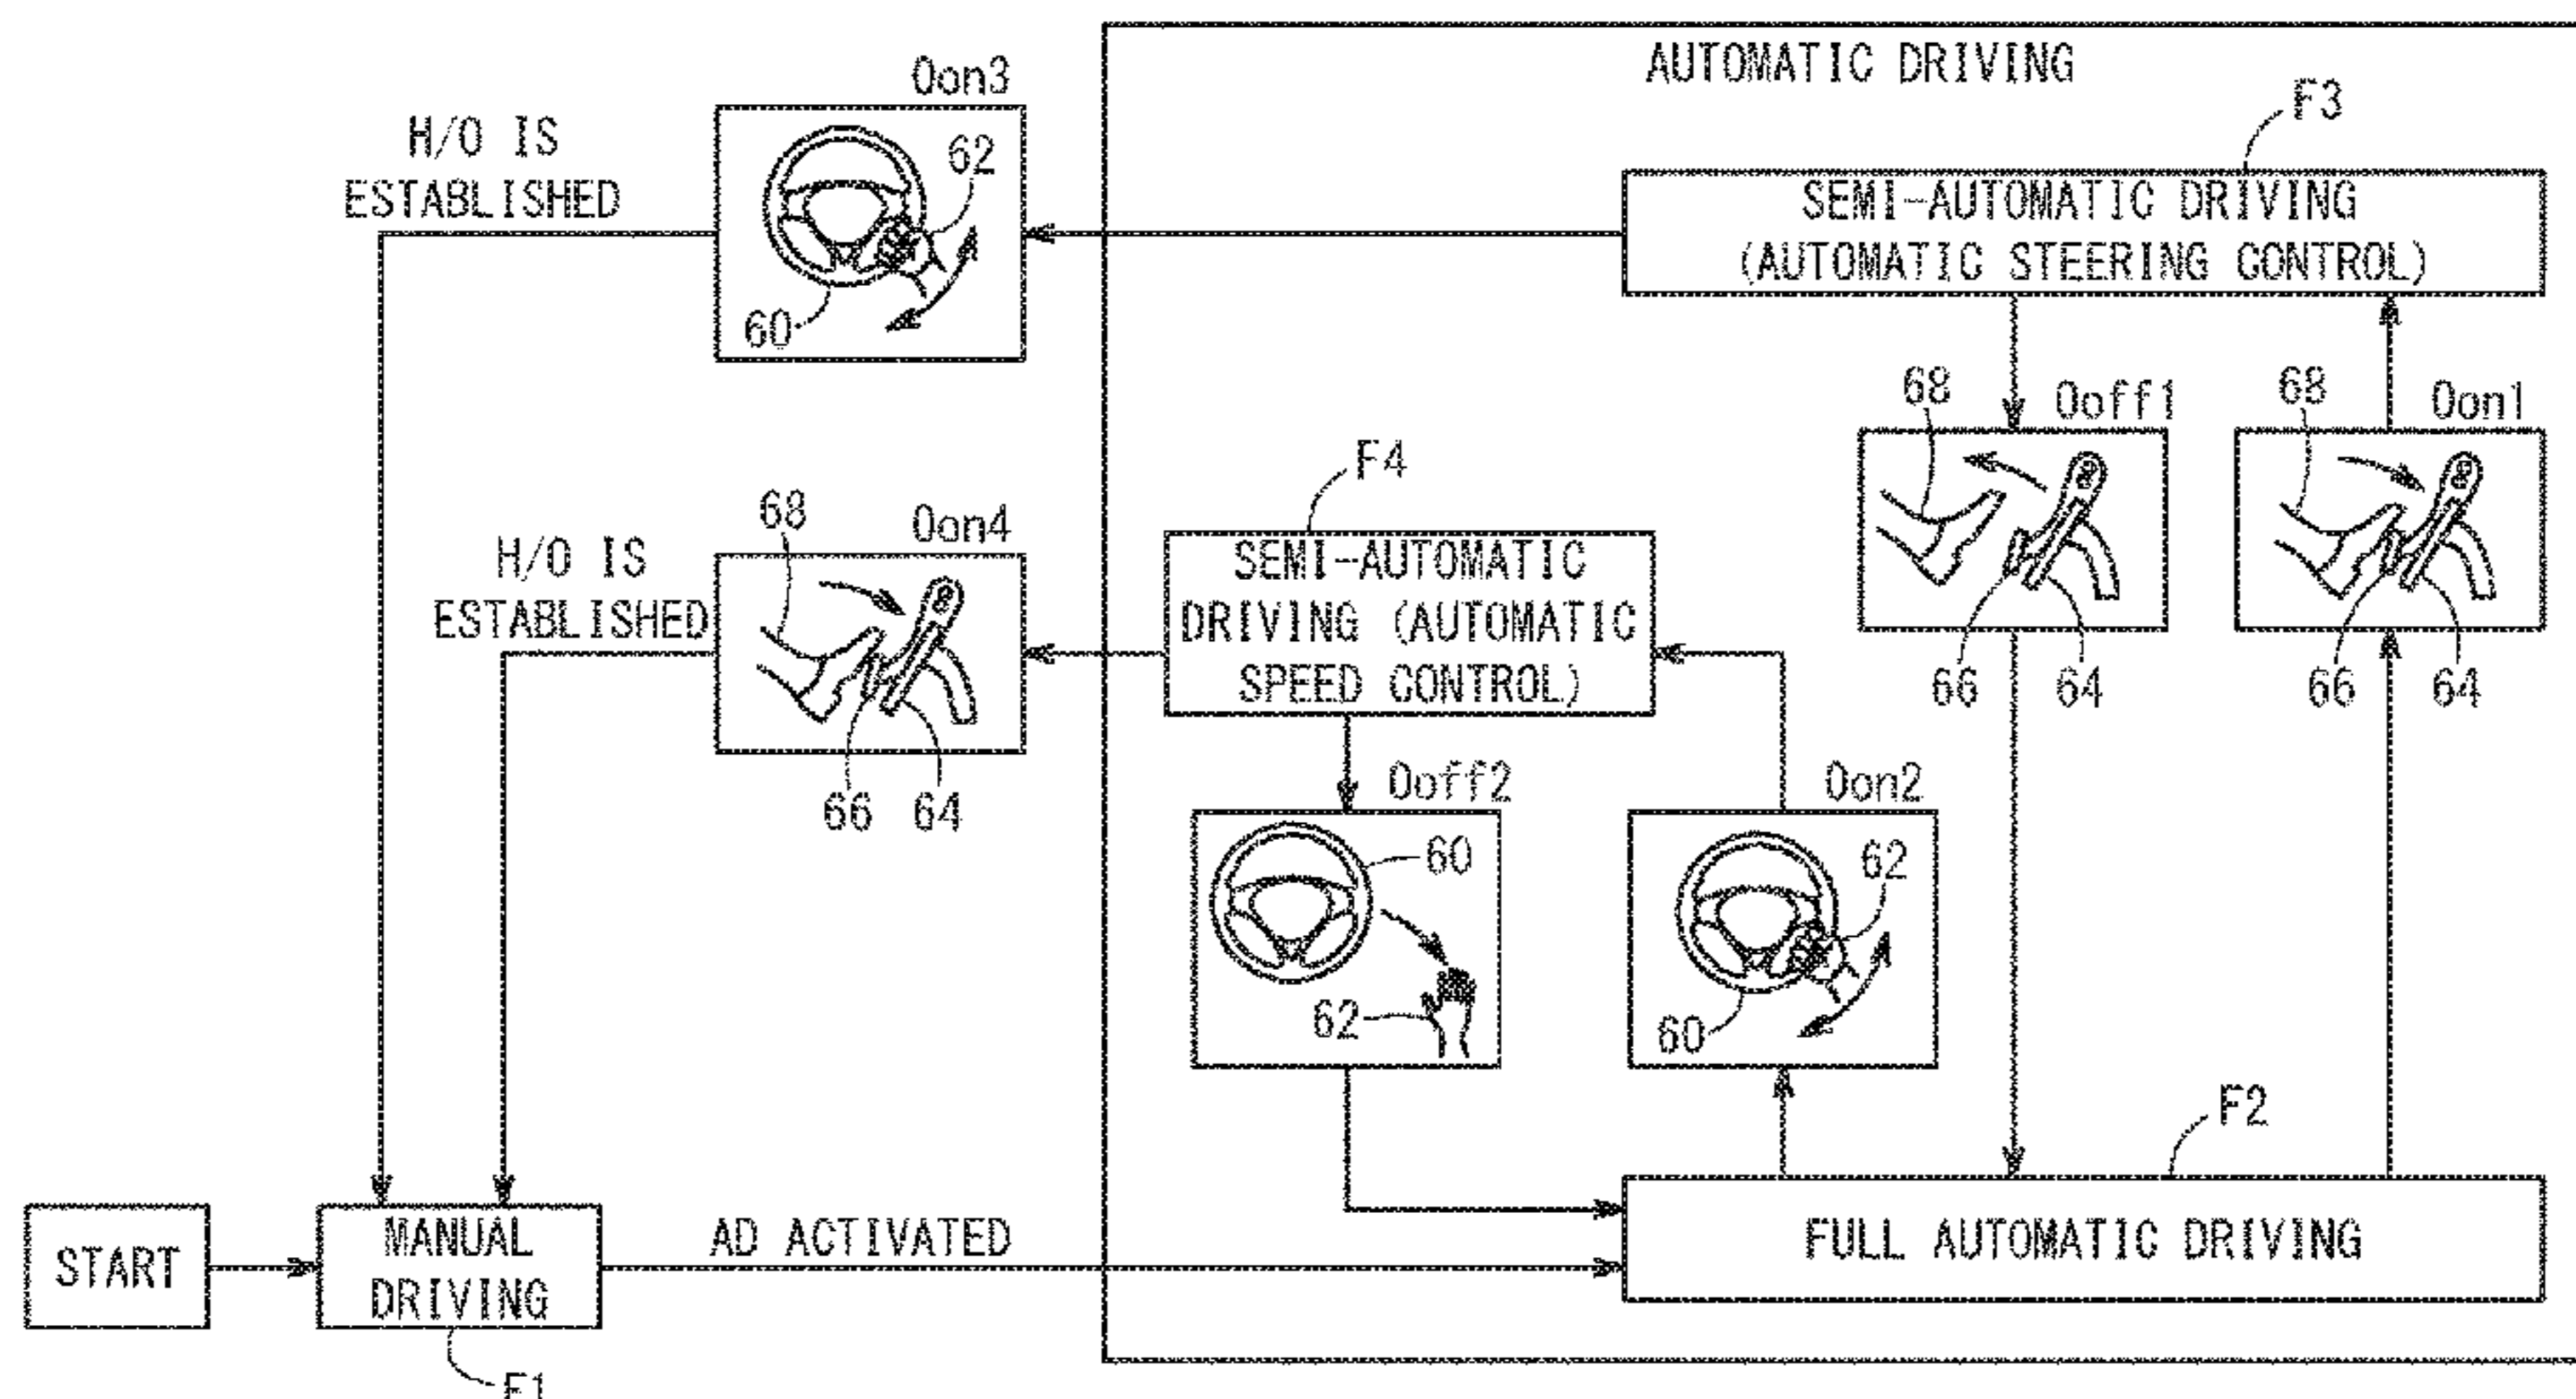 AUTOMATIC DRIVING
Oon3
F3
H/O IS
ESTABLISHED
62
60
SEMI-AUTOMATIC DRIVING
(AUTOMATIC STEERING CONTROL)
68
Ooff1
66
64
68
Oon1
66
64
H/O IS
ESTABLISHED
68
Oon4
66
64
F4
SEMI-AUTOMATIC
DRIVING (AUTOMATIC
SPEED CONTROL)
Ooff2
60
62
Oon2
62
60
F2
START
MANUAL
DRIVING
F1
AD ACTIVATED
FULL AUTOMATIC DRIVING